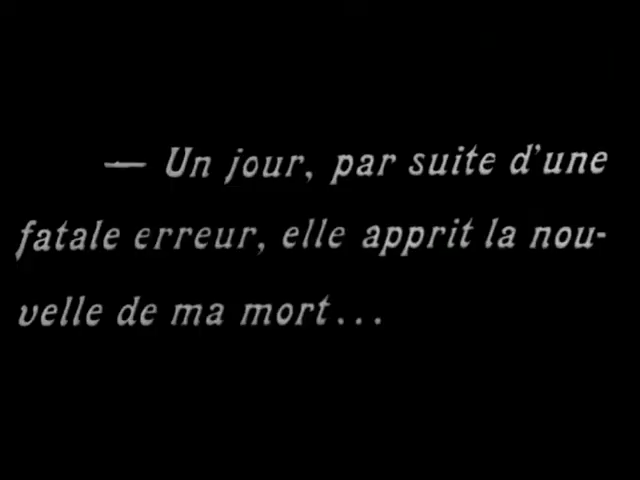 — Un jour, par suite d'une
fatale erreur, elle apprit la nou-
velle de ma mort...